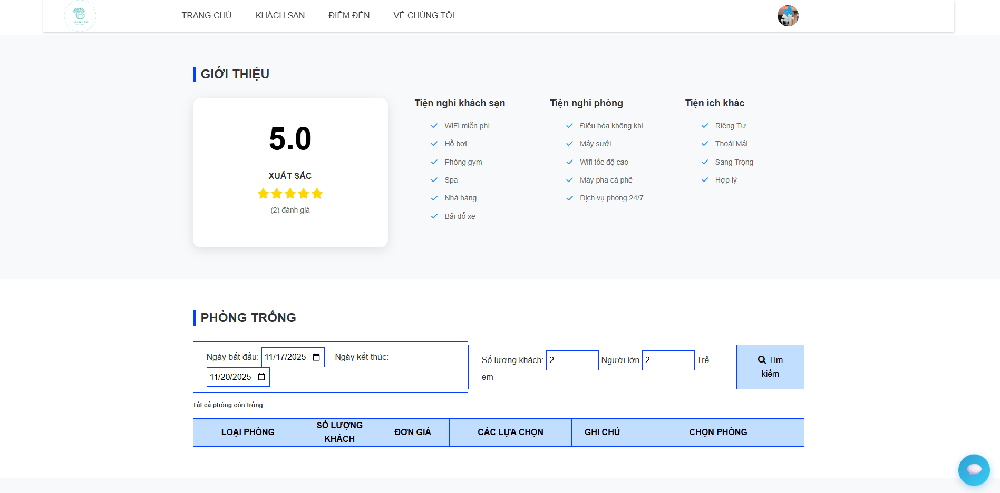 Lavaliee
TRANG CHỦ KHÁCH SẠN ĐIỂM ĐẾN VỀ CHÚNG TÔI
GIỚI THIỆU
5.0
XUẤT SẮC
(2) đánh giá
Tiện nghi khách sạn
WiFi miễn phí
Hồ bơi
Phòng gym
Spa
Nhà hàng
Bãi đỗ xe
Tiện nghi phòng
Điều hòa không khí
Máy sưởi
Wifi tốc độ cao
Máy pha cà phê
Dịch vụ phòng 24/7
Tiện ích khác
Riêng Tư
Thoải Mái
Sang Trọng
Hợp lý
PHÒNG TRỐNG
Ngày bắt đầu: 11/17/2025 -- Ngày kết thúc:
11/20/2025
Số lượng khách: 2 Người lớn 2 Trẻ
em
Tìm
kiếm
Tất cả phòng còn trống
LOẠI PHÒNG
SỐ LƯỢNG
KHÁCH
ĐƠN GIÁ
CÁC LỰA CHỌN
GHI CHÚ
CHỌN PHÒNG